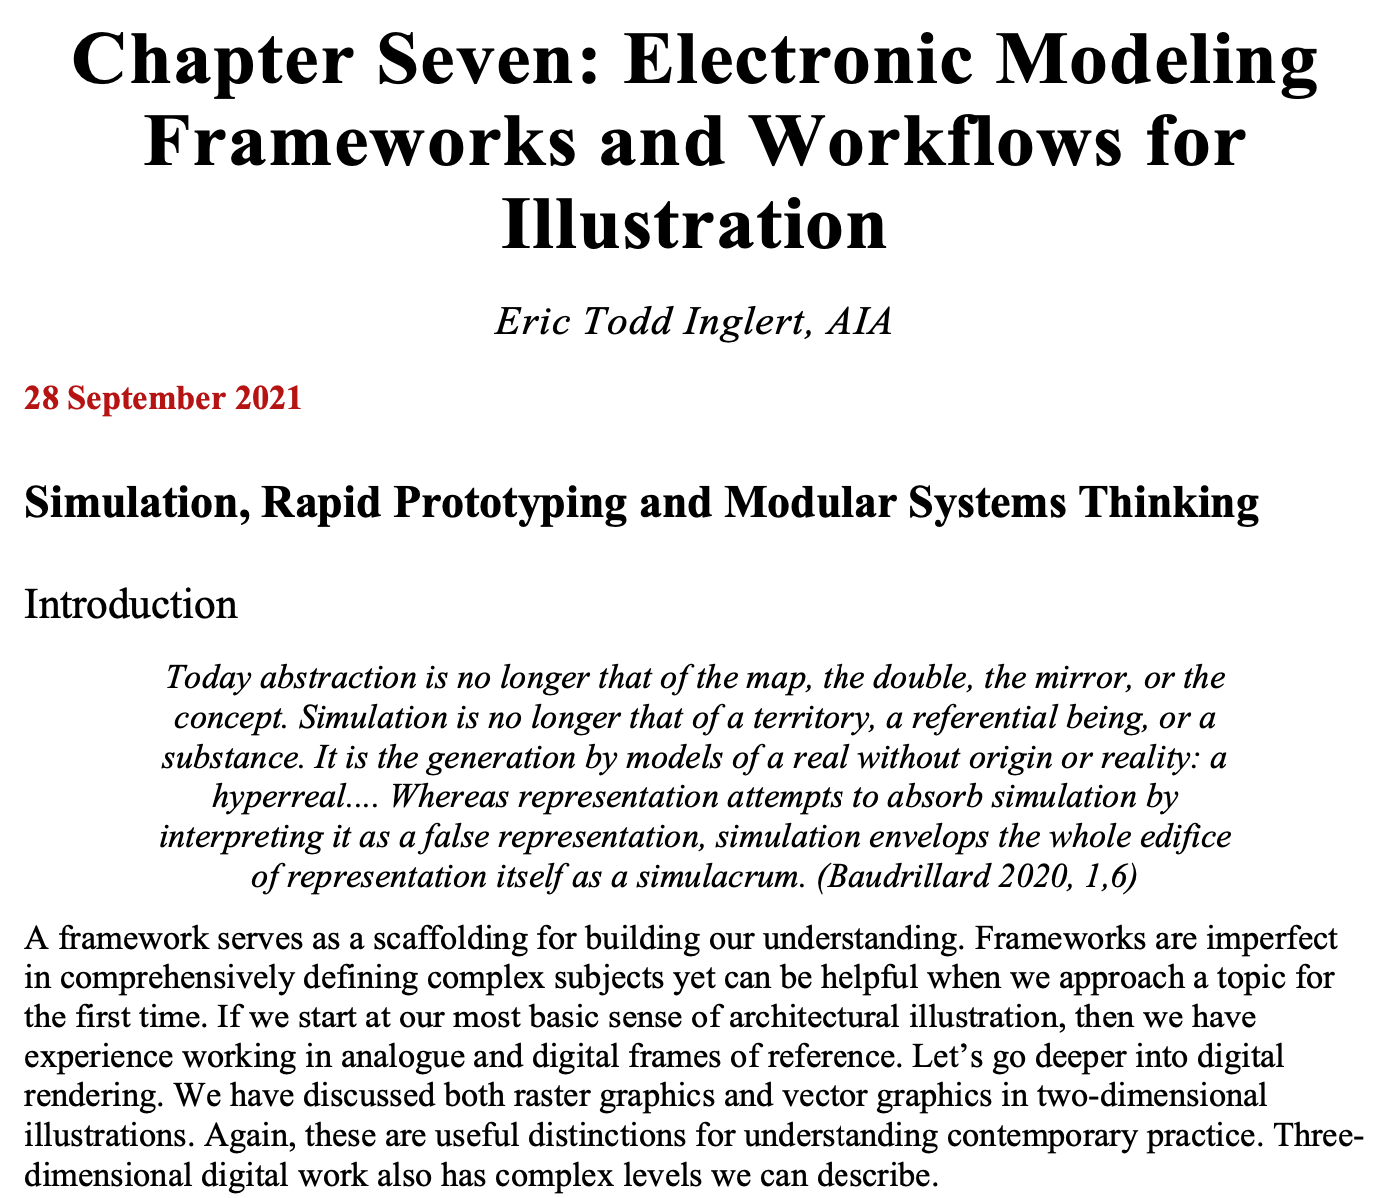 Chapter Seven: Electronic Modeling
Frameworks and Workflows for
Illustration
Eric Todd Inglert, AIA
28 September 2021
Simulation, Rapid Prototyping and Modular Systems Thinking
Introduction
Today abstraction is no longer that of the map, the double, the mirror, or the
concept. Simulation is no longer that of a territory, a referential being, or a
substance. It is the generation by models of a real without origin or reality: a
hyperreal.... Whereas representation attempts to absorb simulation by
interpreting it as a false representation, simulation envelops the whole edifice
of representation itself as a simulacrum. (Baudrillard 2020, 1,6)
A framework serves as a scaffolding for building our understanding. Frameworks are imperfect
in comprehensively defining complex subjects yet can be helpful when we approach a topic for
the first time. If we start at our most basic sense of architectural illustration, then we have
experience working in analogue and digital frames of reference. Let’s go deeper into digital
rendering. We have discussed both raster graphics and vector graphics in two-dimensional
illustrations. Again, these are useful distinctions for understanding contemporary practice. Three-
dimensional digital work also has complex levels we can describe.